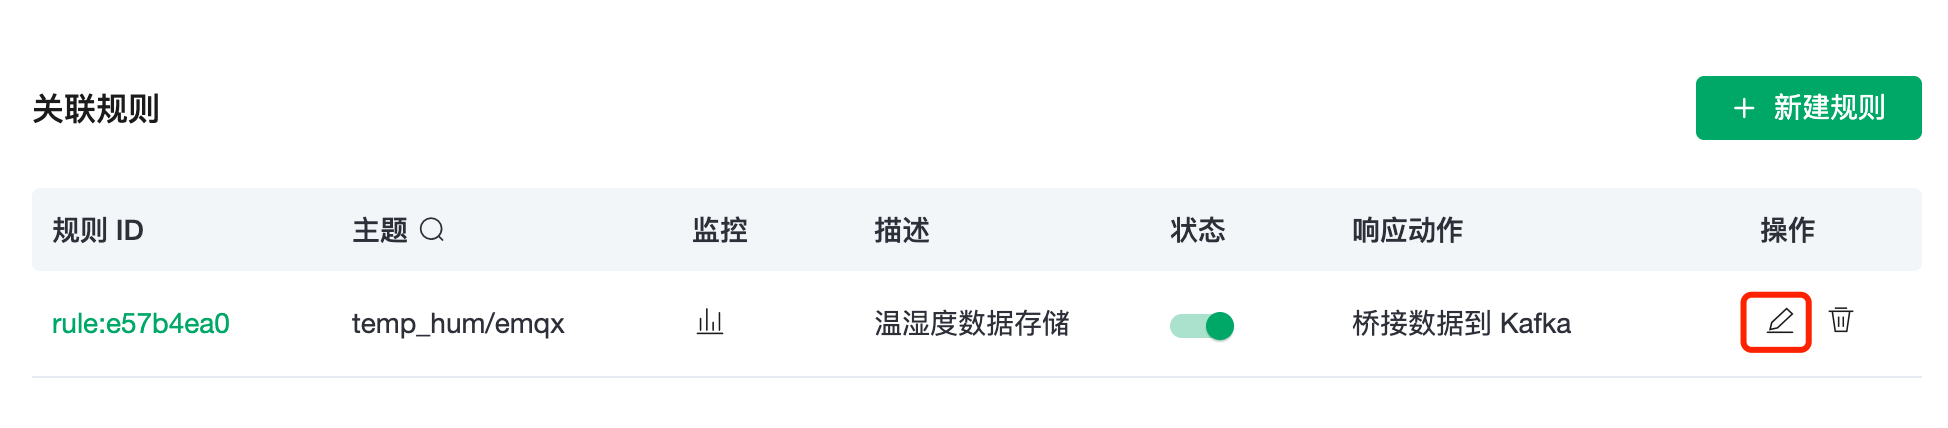 关联规则
+ 新建规则
规则 ID 主题 监控 描述 状态 响应动作 操作
rule:e57b4ea0 temp_hum/emqx 温湿度数据存储 桥接数据到 Kafka